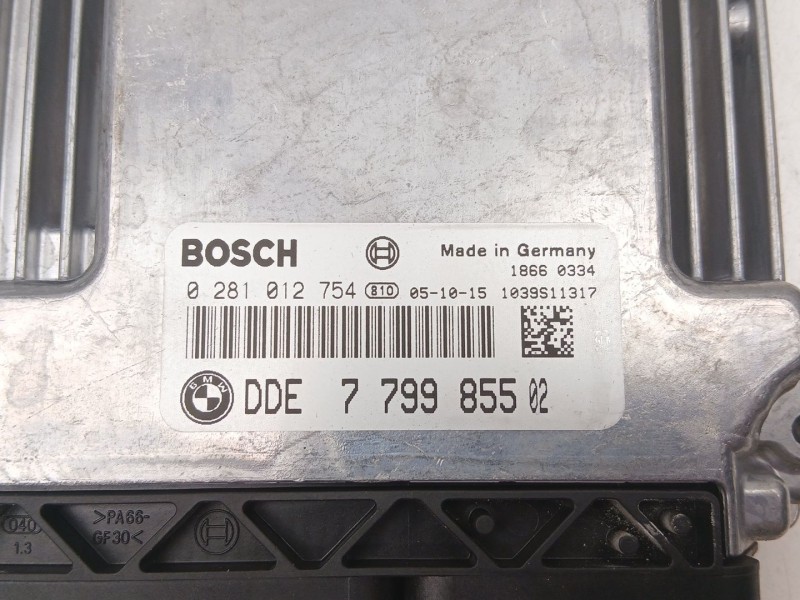 BOSCH Made in Germany
1866 0334
0 281 012 754 810 05-10-15 1039S11317
BMW DDE 7 799 855 02
040 >PA66-
1.3 GF30<